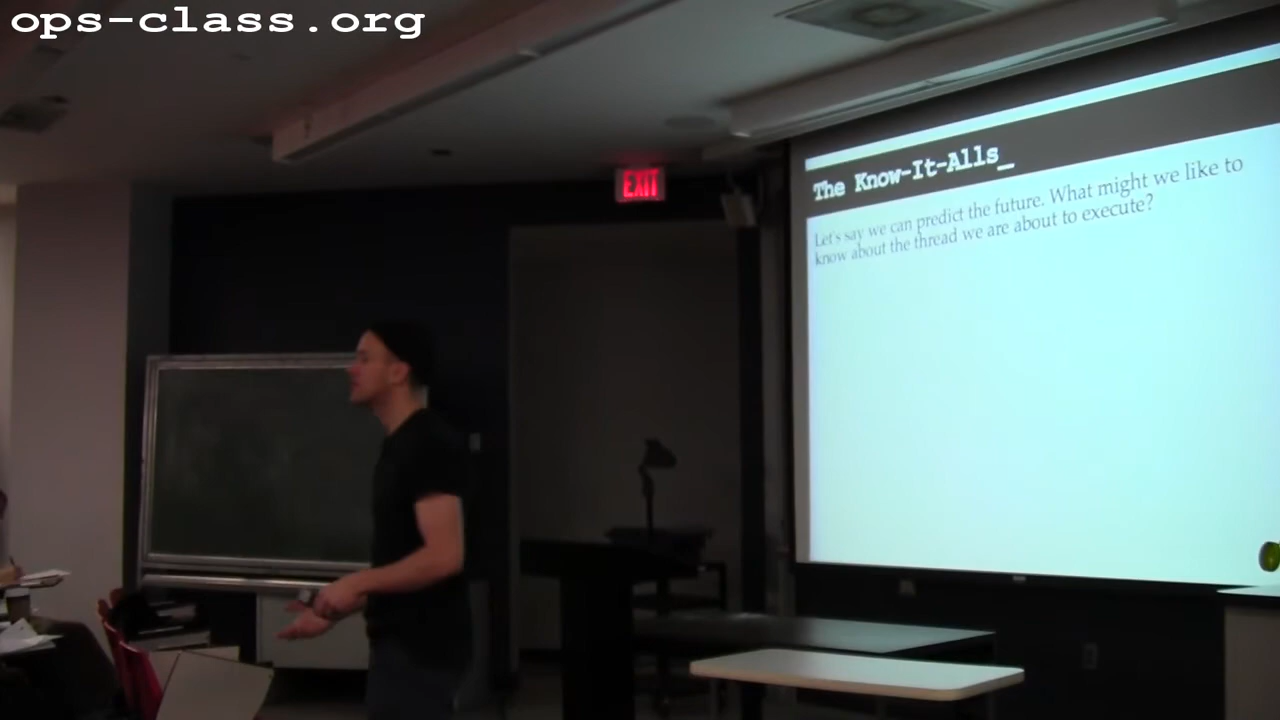 ops-class.org
EXIT
The Know-It-Alls_
Let's say we can predict the future. What might we like to
know about the thread we are about to execute?